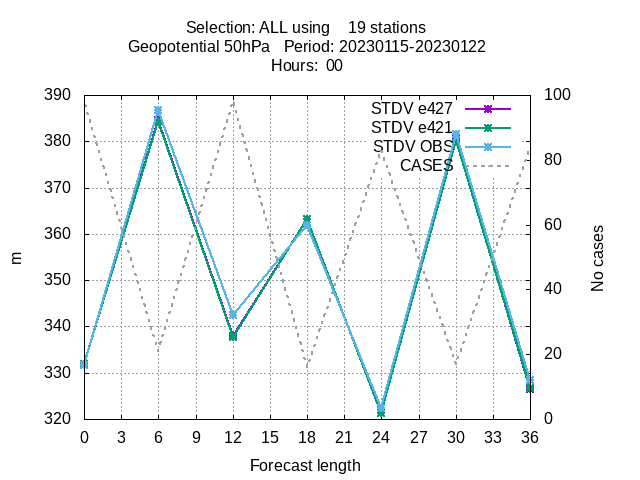 Selection: ALL using    19 stations
Geopotential 50hPa   Period: 20230115-20230122
Hours:  00
390
380
370
360
350
340
330
320
100
80
60
40
20
0
STDV e427
STDV e421
STDV OBS
CASES
m
No cases
0 3 6 9 12 15 18 21 24 27 30 33 36
Forecast length